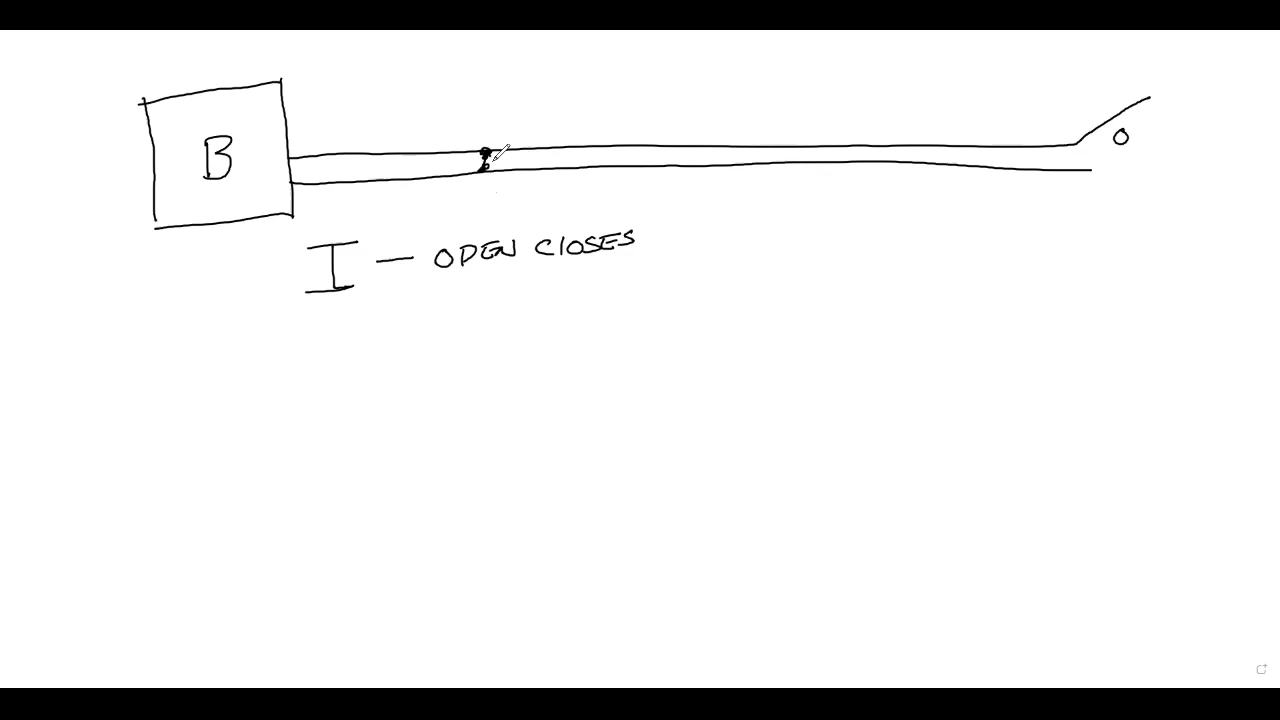 B
O
I — OPEN CLOSES